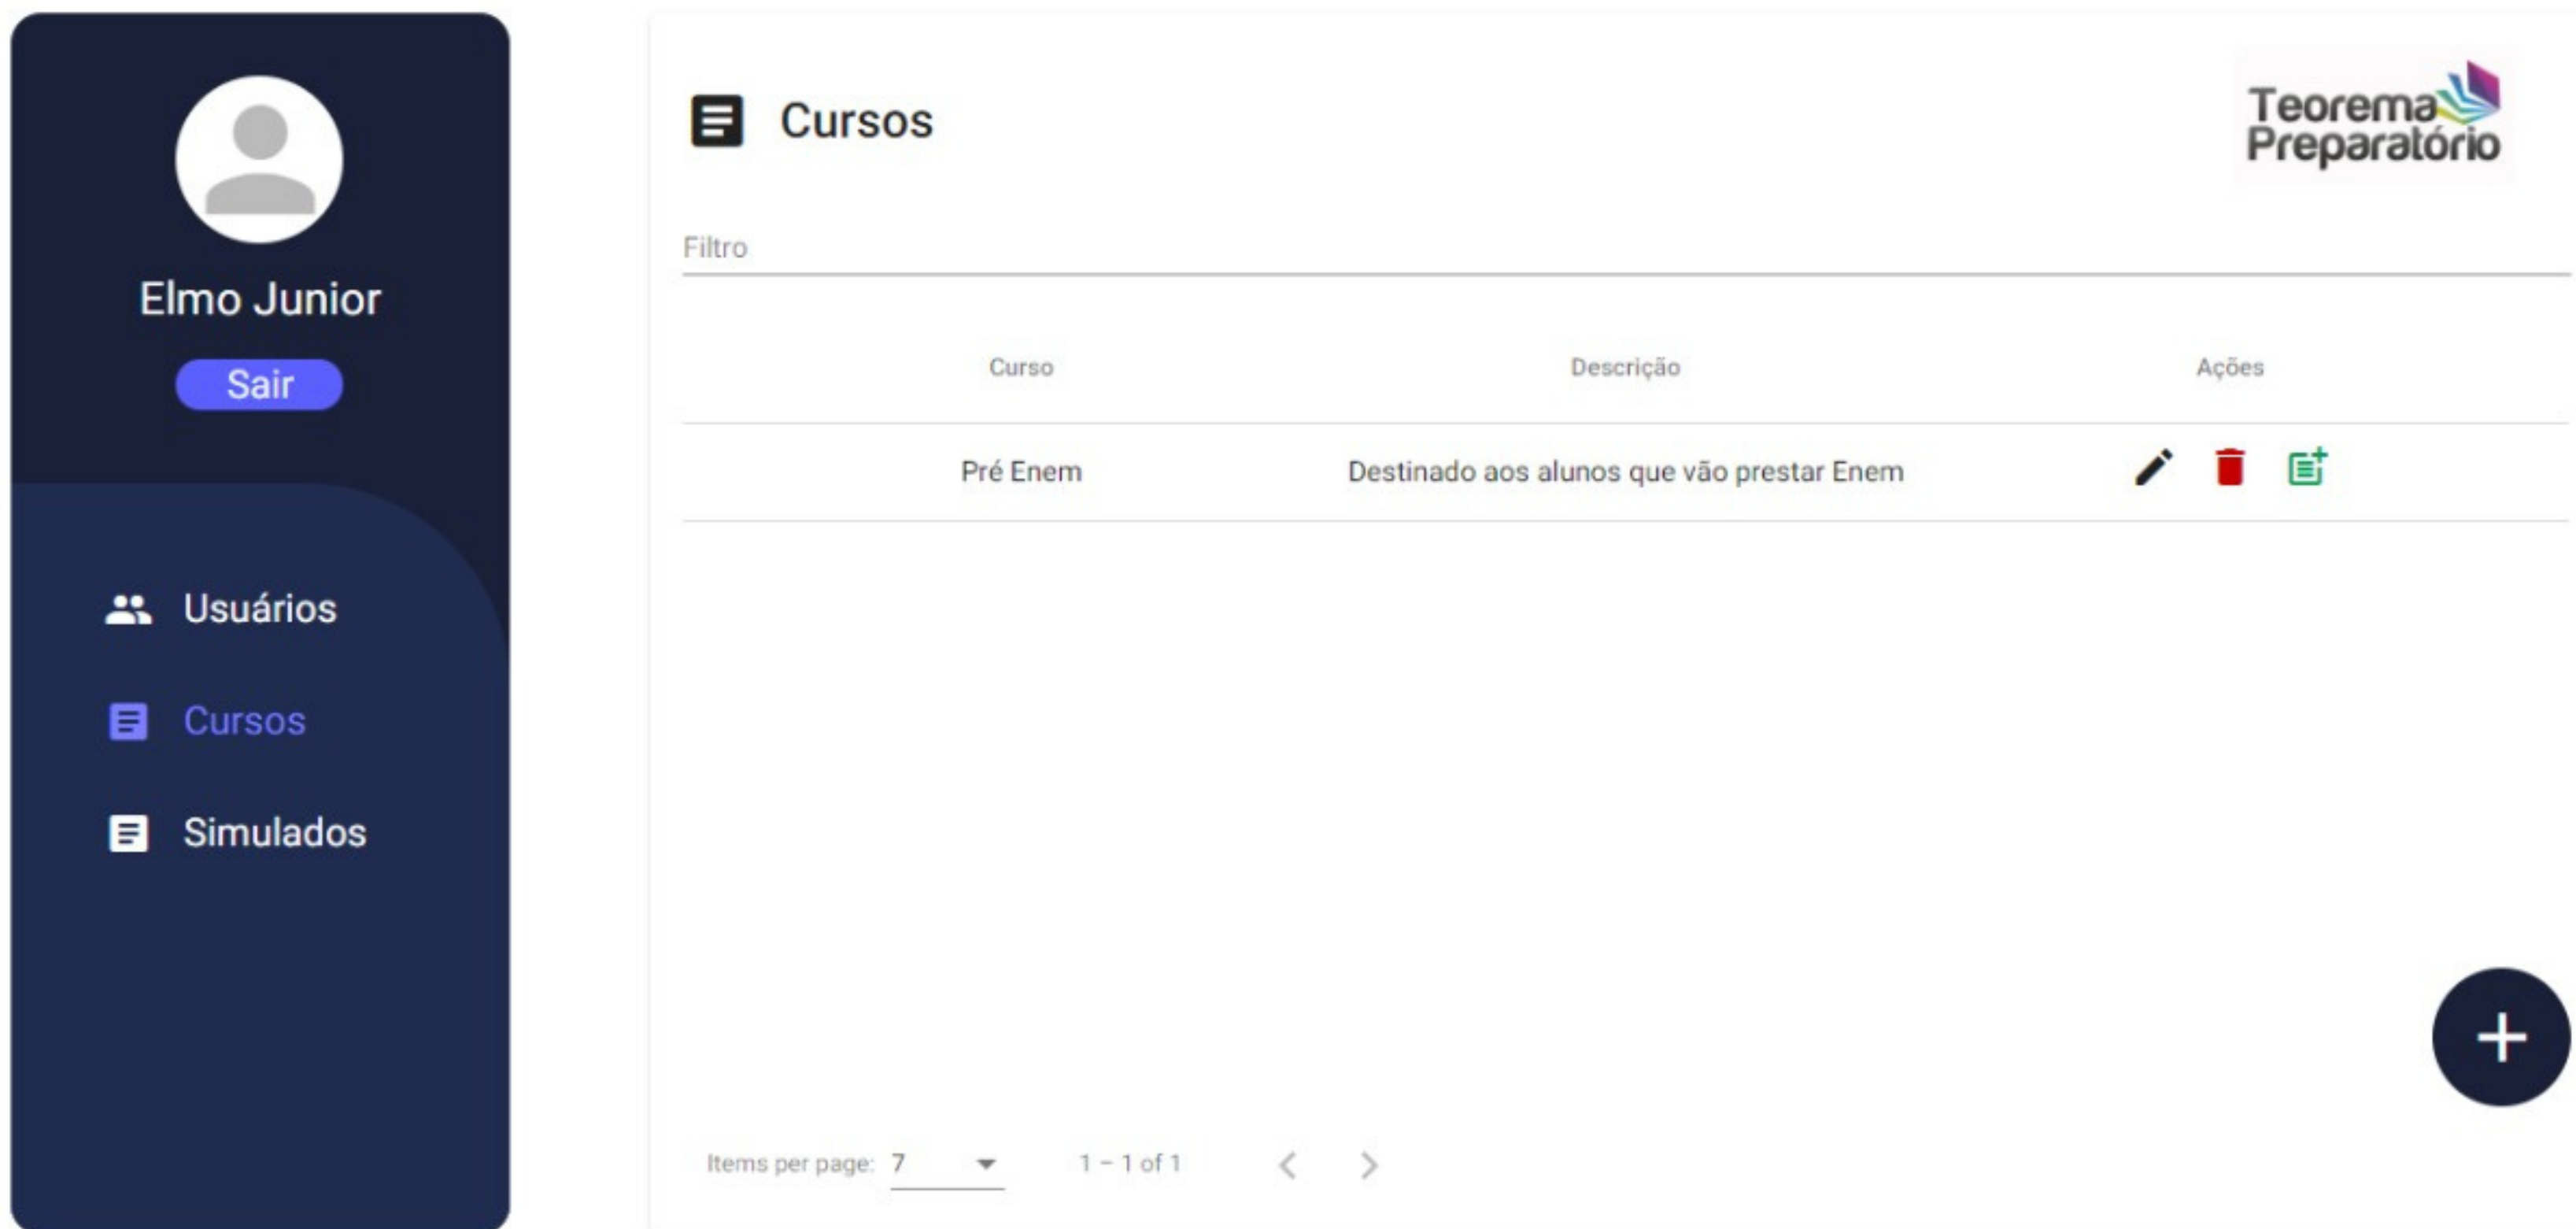 Elmo Junior
Sair
Usuários
Cursos
Simulados
Cursos
Teorema
Preparatório
Filtro
Curso Descrição Ações
Pré Enem Destinado aos alunos que vão prestar Enem
Items per page: 7 1 – 1 of 1